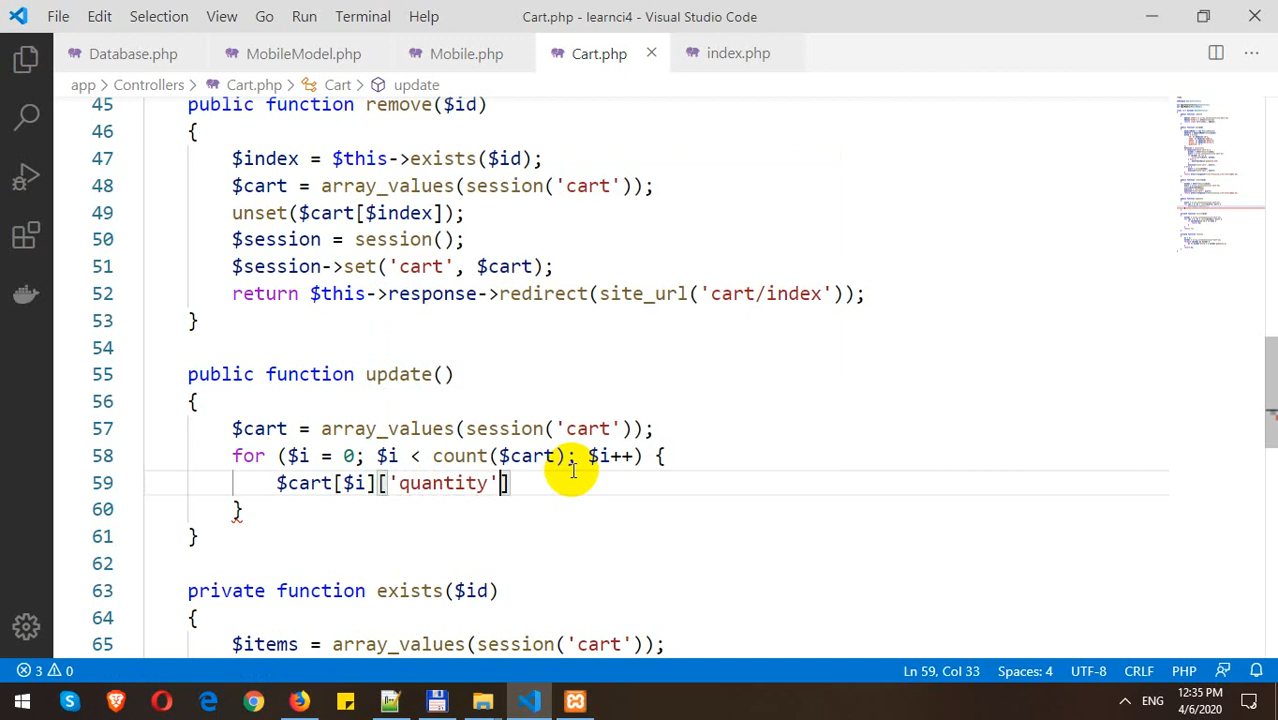 File Edit Selection View Go Run Terminal Help Cart.php - learnci4 - Visual Studio Code
Database.php MobileModel.php Mobile.php Cart.php index.php
app > Controllers > Cart.php > Cart > update
45 public function remove($id)
46 {
47 $index = $this->exists($id);
48 $cart = array_values(session('cart'));
49 unset($cart[$index]);
50 $session = session();
51 $session->set('cart', $cart);
52 return $this->response->redirect(site_url('cart/index'));
53 }
54
55 public function update()
56 {
57 $cart = array_values(session('cart'));
58 for ($i = 0; $i < count($cart); $i++) {
59 $cart[$i]['quantity']
60 }
61 }
62
63 private function exists($id)
64 {
65 $items = array_values(session('cart'));
3 0 Ln 59, Col 33 Spaces: 4 UTF-8 CRLF PHP
ENG 12:35 PM
4/6/2020